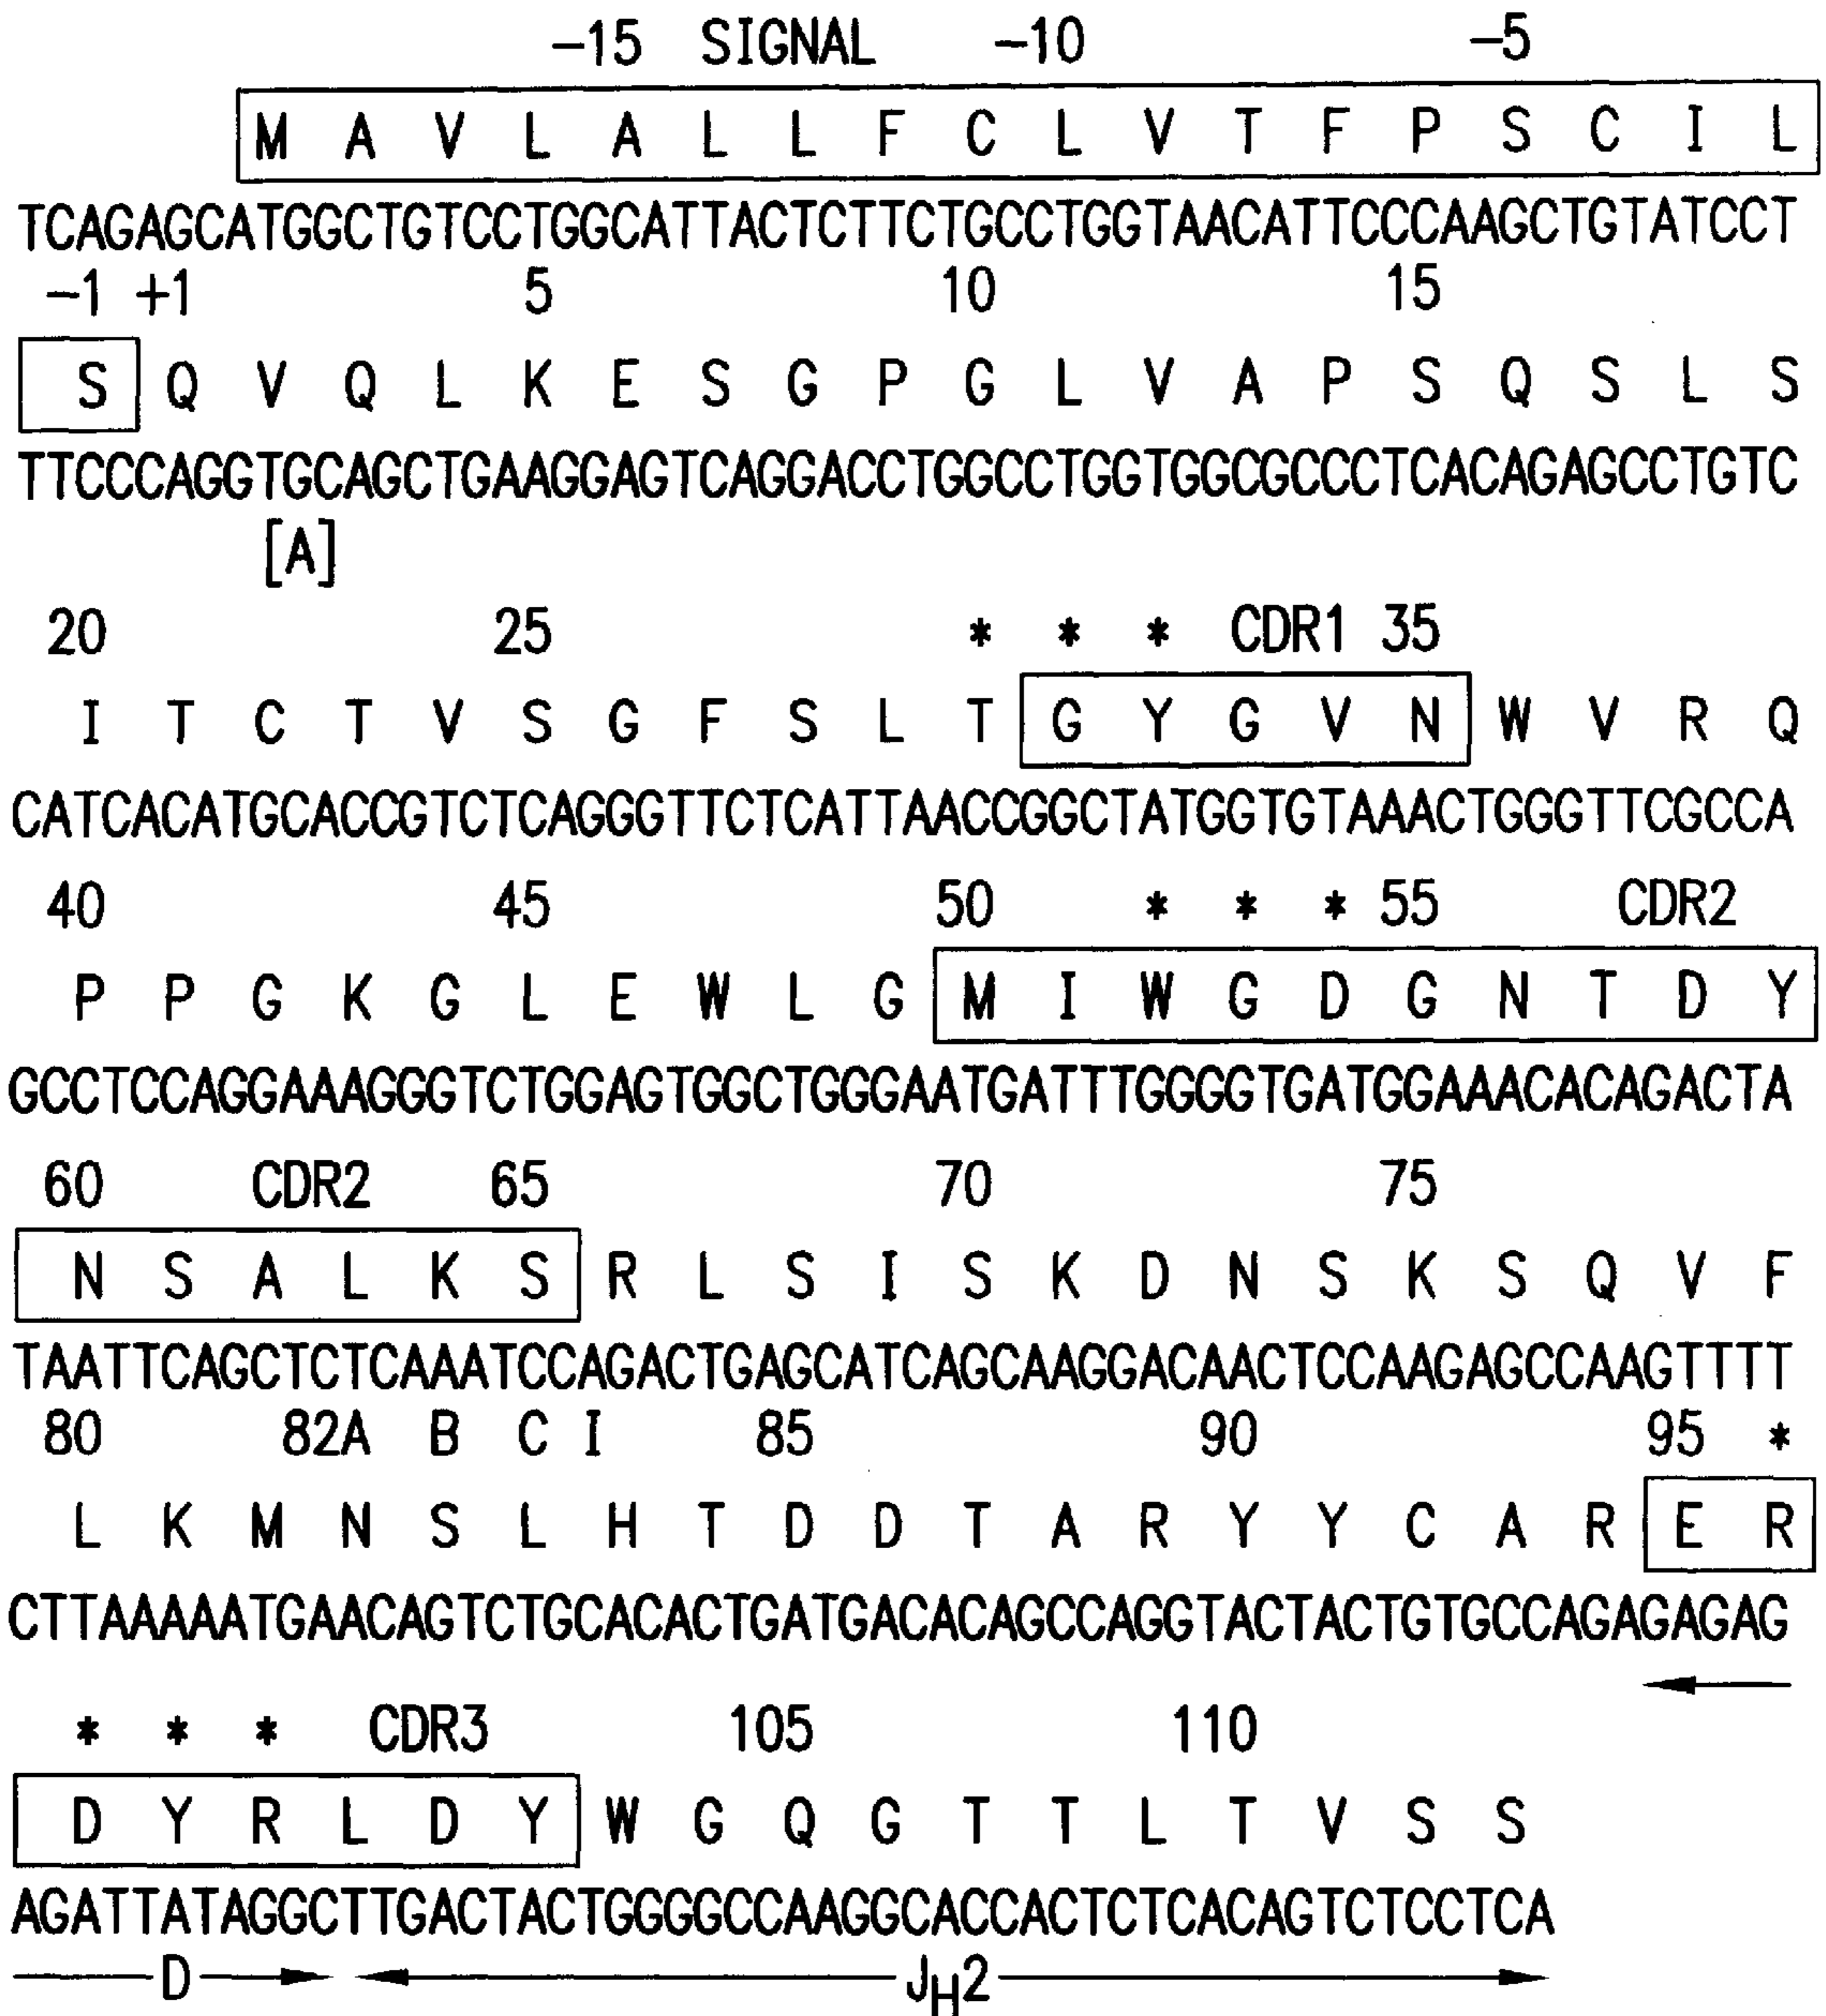 -15 SIGNAL -10 -5
M A V L A L L F C L V T F P S C I L
TCAGAGCATGGCTGTCCTGGCATTACTCTTCTGCCTGGTAACATTCCCAAGCTGTATCCT
-1 +1 5 10 15
S Q V Q L K E S G P G L V A P S Q S L S
TTCCCAGGTGCAGCTGAAGGAGTCAGGACCTGGCCTGGTGGCGCCCTCACAGAGCCTGTC
[A]
20 25 * * * CDR1 35
I T C T V S G F S L T G Y G V N W V R Q
CATCACATGCACCGTCTCAGGGTTCTCATTAACCGGCTATGGTGTAAACTGGGTTCGCCA
40 45 50 * * * 55 CDR2
P P G K G L E W L G M I W G D G N T D Y
GCCTCCAGGAAAGGGTCTGGAGTGGCTGGGAATGATTTGGGGTGATGGAAACACAGACTA
60 CDR2 65 70 75
N S A L K S R L S I S K D N S K S Q V F
TAATTCAGCTCTCAAATCCAGACTGAGCATCAGCAAGGACAACTCCAAGAGCCAAGTTTT
80 82A B C I 85 90 95 *
L K M N S L H T D D T A R Y Y C A R E R
CTTAAAAATGAACAGTCTGCACACTGATGACACAGCCAGGTACTACTGTGCCAGAGAGAG
* * * CDR3 105 110
D Y R L D Y W G Q G T T L T V S S
AGATTATAGGCTTGACTACTGGGGCCAAGGCACCACTCTCACAGTCTCCTCA
D JH2